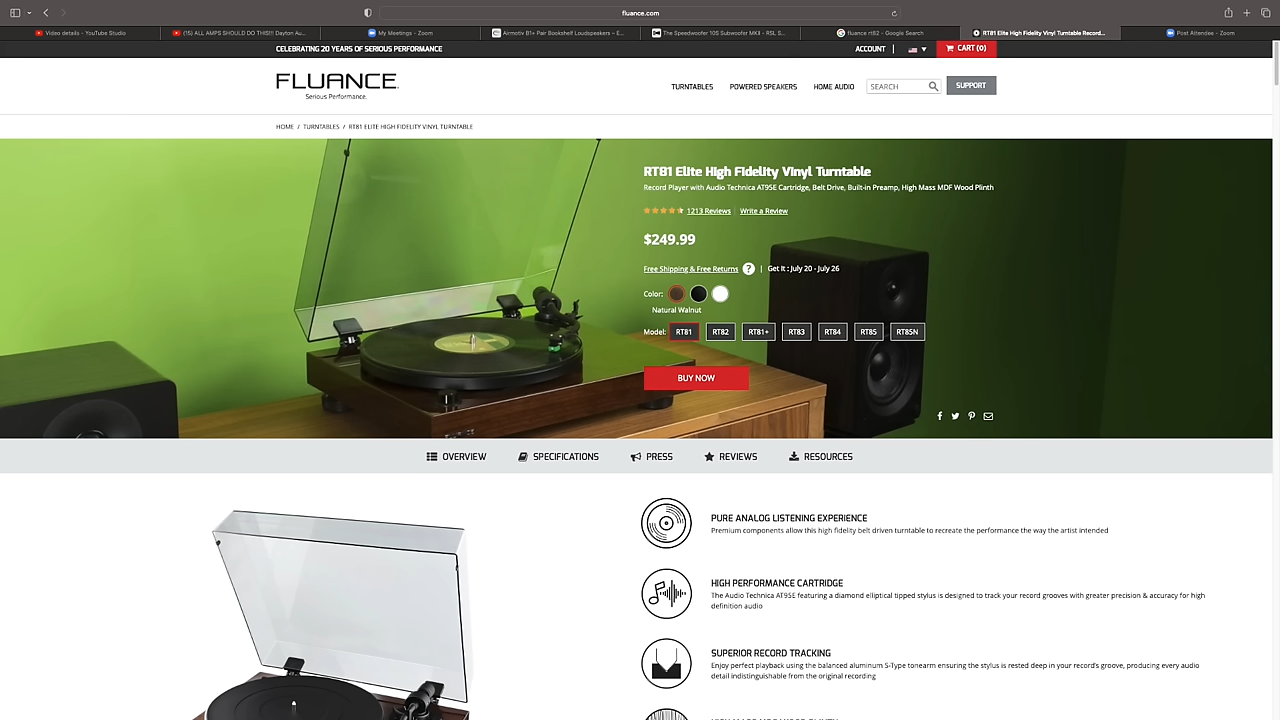 fluance.com
Video details - YouTube Studio
(15) ALL AMPS SHOULD DO THIS!!! Dayton Au...
My Meetings - Zoom
Airmotiv B1+ Pair Bookshelf Loudspeakers – E...
The Speedwoofer 10S Subwoofer MKII - RSL S...
fluance rt82 - Google Search
RT81 Elite High Fidelity Vinyl Turntable Record...
Post Attendee - Zoom
CELEBRATING 20 YEARS OF SERIOUS PERFORMANCE
ACCOUNT
CART (0)
FLUANCE
Serious Performance.
TURNTABLES
POWERED SPEAKERS
HOME AUDIO
SEARCH
SUPPORT
HOME / TURNTABLES / RT81 ELITE HIGH FIDELITY VINYL TURNTABLE
RT81 Elite High Fidelity Vinyl Turntable
Record Player with Audio Technica AT95E Cartridge, Belt Drive, Built-in Preamp, High Mass MDF Wood Plinth
1213 Reviews | Write a Review
$249.99
Free Shipping & Free Returns ? | Get It : July 20 - July 26
Color:
Natural Walnut
Model: RT81 RT82 RT81+ RT83 RT84 RT85 RT85N
BUY NOW
OVERVIEW
SPECIFICATIONS
PRESS
REVIEWS
RESOURCES
PURE ANALOG LISTENING EXPERIENCE
Premium components allow this high fidelity belt driven turntable to recreate the performance the way the artist intended
HIGH PERFORMANCE CARTRIDGE
The Audio Technica AT95E featuring a diamond elliptical tipped stylus is designed to track your record grooves with greater precision & accuracy for high
definition audio
SUPERIOR RECORD TRACKING
Enjoy perfect playback using the balanced aluminum S-Type tonearm ensuring the stylus is rested deep in your record's groove, producing every audio
detail indistinguishable from the original recording